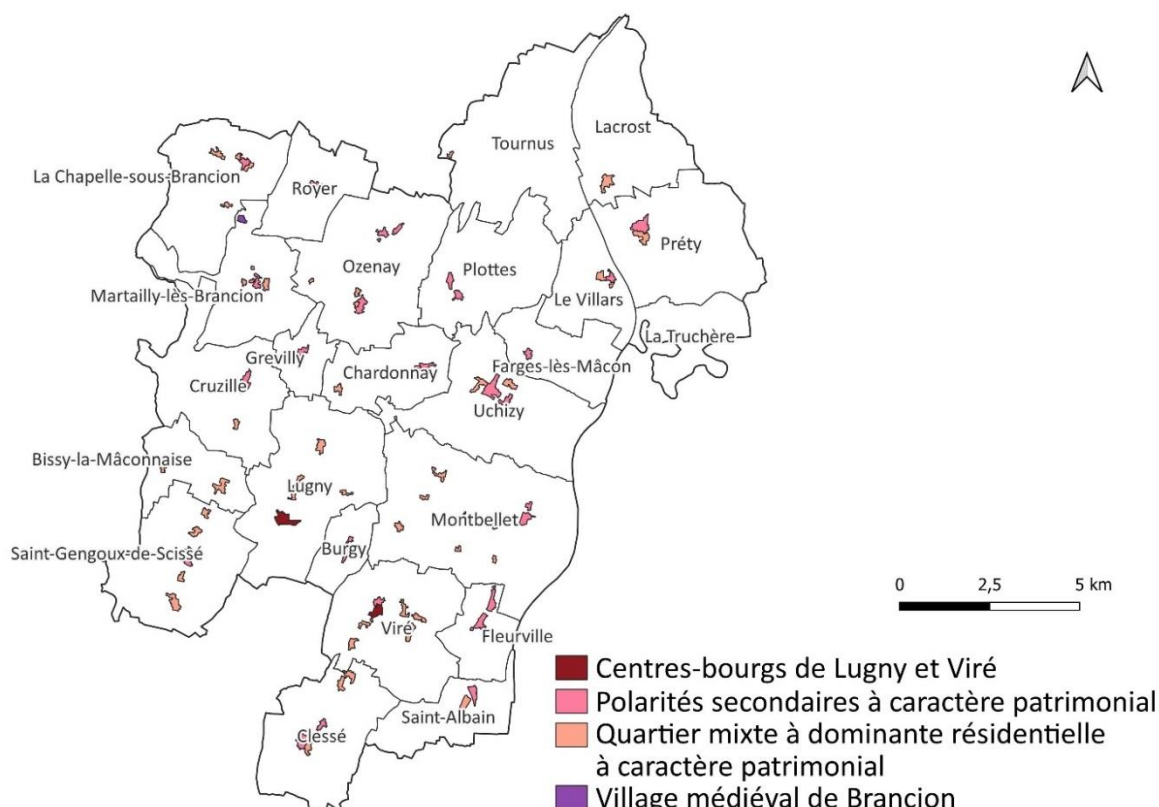 Tournus
Lacrost
La Chapelle-sous-Brancion
Royer
Préty
Ozenay
Plottes
Le Villars
Martailly-lès-Brancion
La Truchère
Grevilly
Chardonnay
Farges-lès-Mâcon
Cruzille
Uchizy
Bissy-la-Mâconnaise
Lugny
Montbellet
Saint-Gengoux-de-Scissé
Burgy
0 2,5 5 km
Viré
Fleurville
Saint-Albain
Clessé
Centres-bourgs de Lugny et Viré
Polarités secondaires à caractère patrimonial
Quartier mixte à dominante résidentielle
à caractère patrimonial
Village médiéval de Brancion